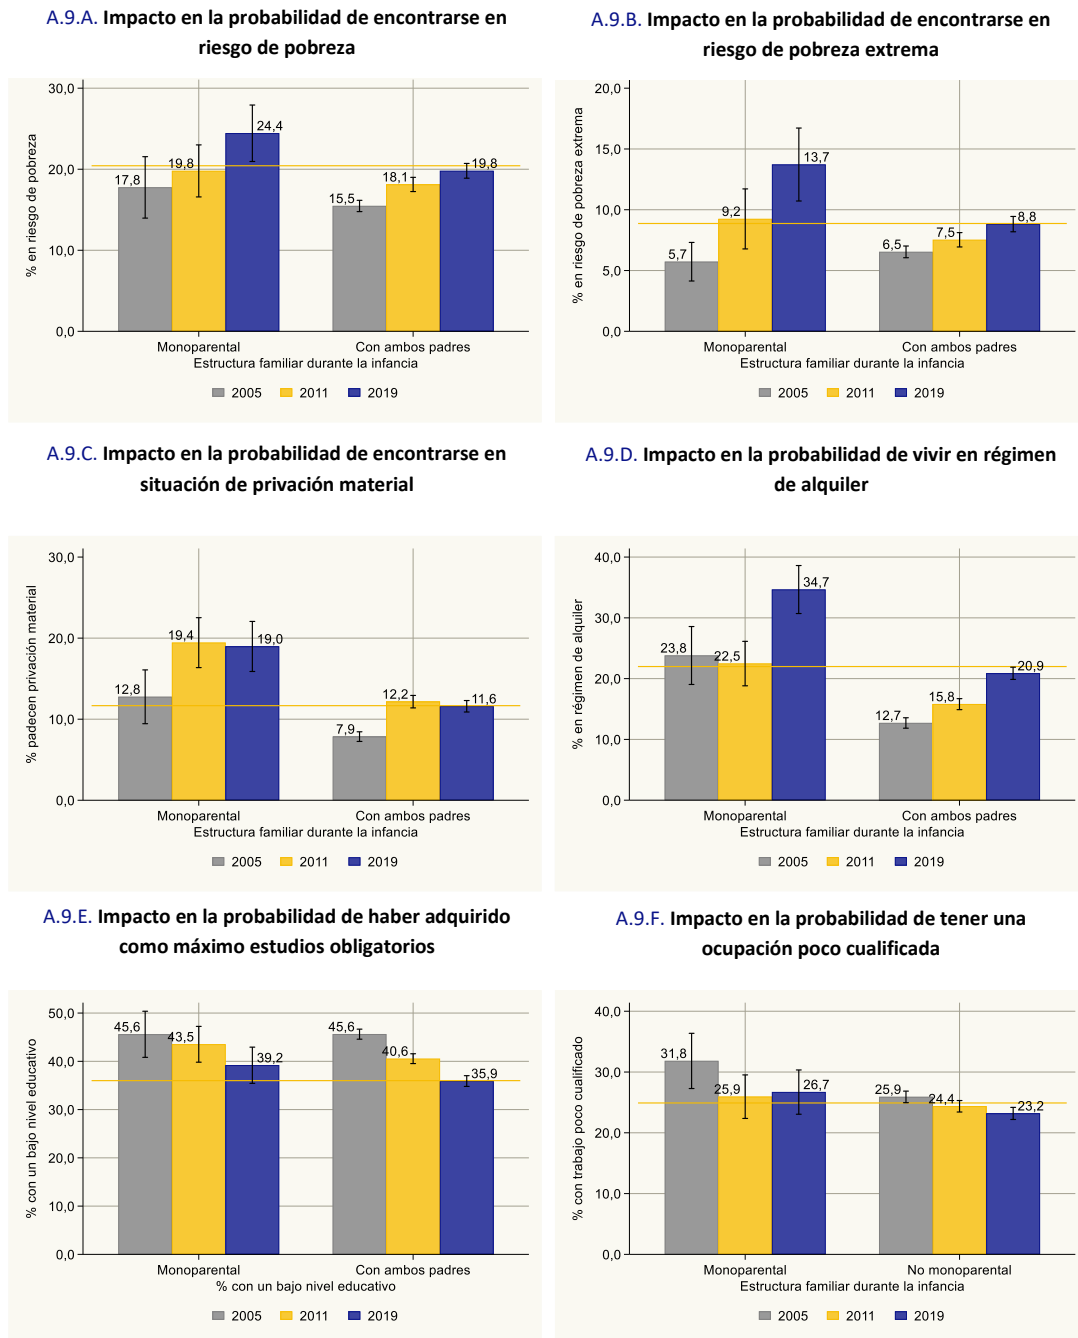 A.9.A. Impacto en la probabilidad de encontrarse en
riesgo de pobreza
% en riesgo de pobreza
30,0
20,0
10,0
0,0
17,8
19,8
24,4
15,5
18,1
19,8
Monoparental
Con ambos padres
Estructura familiar durante la infancia
2005 2011 2019
A.9.B. Impacto en la probabilidad de encontrarse en
riesgo de pobreza extrema
% en riesgo de pobreza extrema
20,0
15,0
10,0
5,0
0,0
5,7
9,2
13,7
6,5
7,5
8,8
Monoparental
Con ambos padres
Estructura familiar durante la infancia
2005 2011 2019
A.9.C. Impacto en la probabilidad de encontrarse en
situación de privación material
% padecen privación material
30,0
20,0
10,0
0,0
12,8
19,4
19,0
7,9
12,2
11,6
Monoparental
Con ambos padres
Estructura familiar durante la infancia
2005 2011 2019
A.9.D. Impacto en la probabilidad de vivir en régimen
de alquiler
% en régimen de alquiler
40,0
30,0
20,0
10,0
0,0
23,8
22,5
34,7
12,7
15,8
20,9
Monoparental
Con ambos padres
Estructura familiar durante la infancia
2005 2011 2019
A.9.E. Impacto en la probabilidad de haber adquirido
como máximo estudios obligatorios
% con un bajo nivel educativo
50,0
40,0
30,0
20,0
10,0
0,0
45,6
43,5
39,2
45,6
40,6
35,9
Monoparental
Con ambos padres
% con un bajo nivel educativo
2005 2011 2019
A.9.F. Impacto en la probabilidad de tener una
ocupación poco cualificada
% con trabajo poco cualificado
40,0
30,0
20,0
10,0
0,0
31,8
25,9
26,7
25,9
24,4
23,2
Monoparental
No monoparental
Estructura familiar durante la infancia
2005 2011 2019